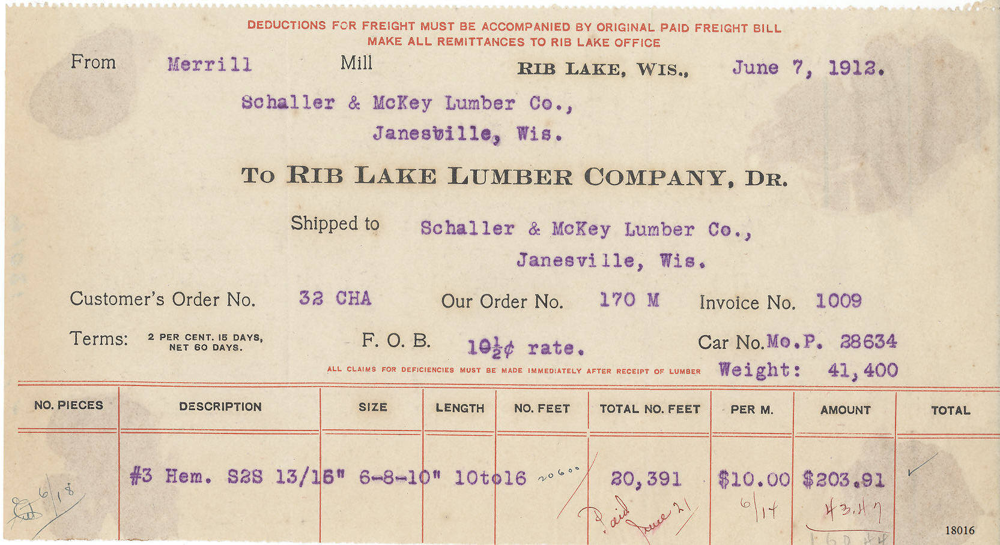 DEDUCTIONS FOR FREIGHT MUST BE ACCOMPANIED BY ORIGINAL PAID FREIGHT BILL
MAKE ALL REMITTANCES TO RIB LAKE OFFICE
From Merrill Mill RIB LAKE, WIS., June 7, 1912.
Schaller & McKey Lumber Co.,
Janesville, Wis.
TO RIB LAKE LUMBER COMPANY, DR.
Shipped to Schaller & McKey Lumber Co.,
Janesville, Wis.
Customer's Order No. 32 CHA Our Order No. 170 M Invoice No. 1009
Terms: 2 PER CENT. 15 DAYS, NET 60 DAYS. F. O. B. 10½¢ rate. Car No. Mo.P. 28634
ALL CLAIMS FOR DEFICIENCIES MUST BE MADE IMMEDIATELY AFTER RECEIPT OF LUMBER Weight: 41,400
NO. PIECES DESCRIPTION SIZE LENGTH NO. FEET TOTAL NO. FEET PER M. AMOUNT TOTAL
#3 Hem. S2S 13/16" 6-8-10" 10to16 20600 20,391 $10.00 $203.91 ✓
6/18 Paid June 21 6/14 43.47
18016